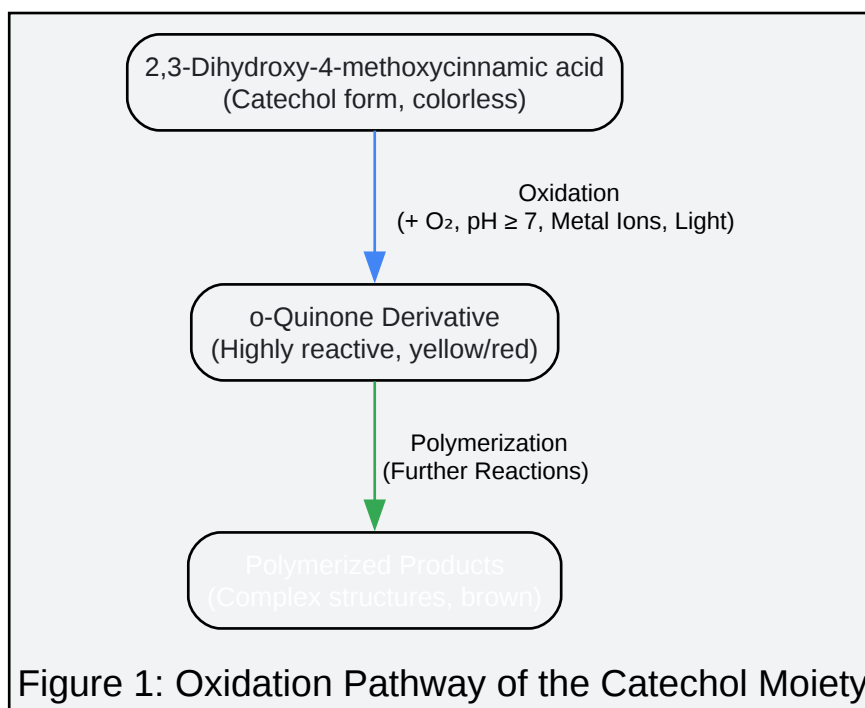 2,3-Dihydroxy-4-methoxycinnamic acid
(Catechol form, colorless)
Oxidation
(+ O₂, pH ≥ 7, Metal Ions, Light)
o-Quinone Derivative
(Highly reactive, yellow/red)
Polymerization
(Further Reactions)
Polymerized Products
(Complex structures, brown)
Figure 1: Oxidation Pathway of the Catechol Moiety